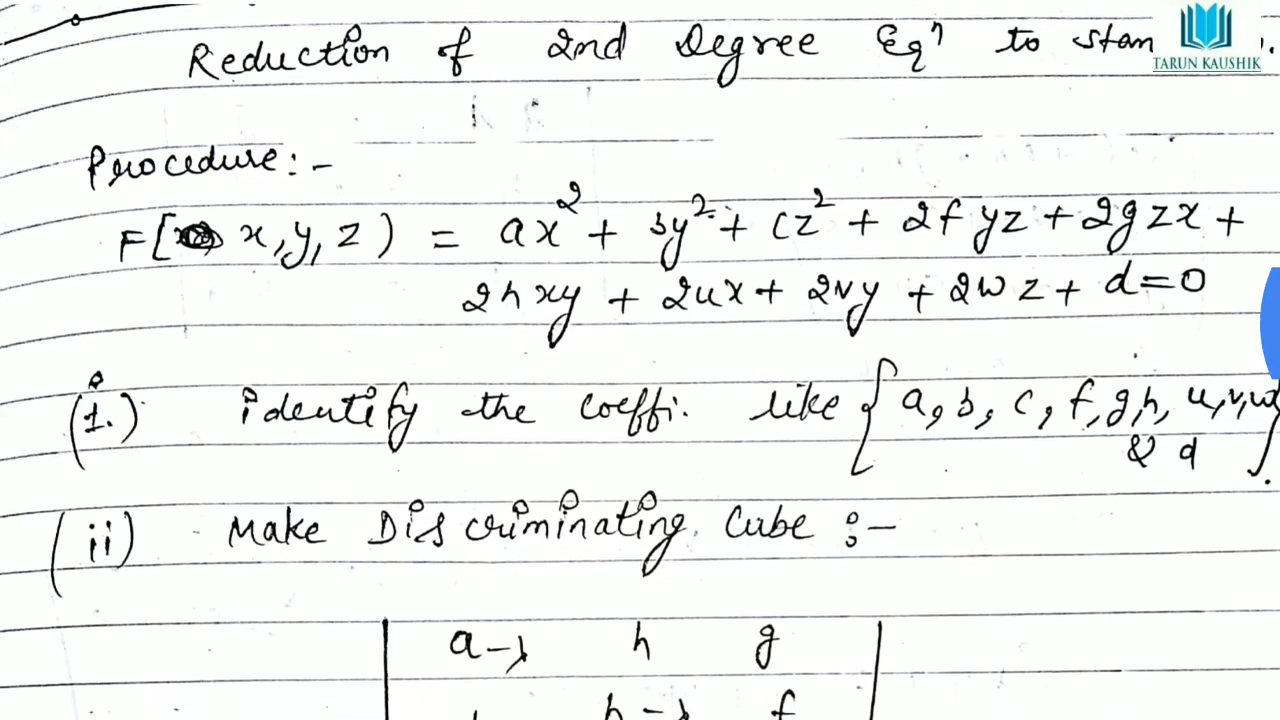 Reduction of 2nd Degree Eqⁿ to stan
TARUN KAUSHIK
Procedure:-
F[ x, y, z ) = ax² + by² + cz² + 2fyz + 2gzx +
2hxy + 2ux + 2vy + 2wz + d=0
(1.) identify the coeffi. like { a, b, c, f, g, h, u, v, w
& d }.
(ii) Make Discriminating Cube :-
a-λ h g
b-λ f